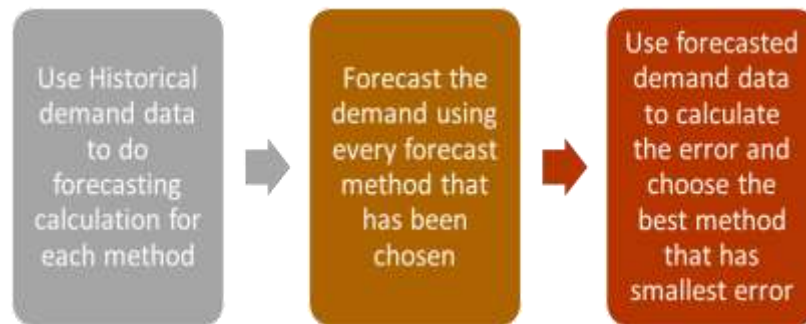 Use Historical
demand data
to do
forecasting
calculation for
each method
Forecast the
demand using
every forecast
method that
has been
chosen
Use forecasted
demand data
to calculate
the error and
choose the
best method
that has
smallest error